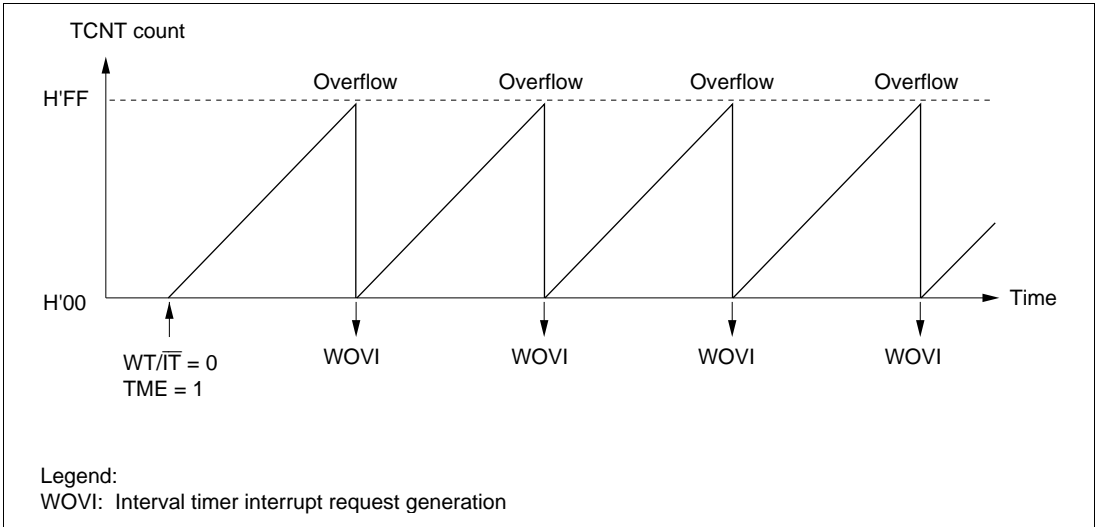 TCNT count
Overflow Overflow Overflow Overflow
H'FF
H'00
Time
WT/I̅T̅ = 0
TME = 1
WOVI WOVI WOVI WOVI
Legend:
WOVI: Interval timer interrupt request generation